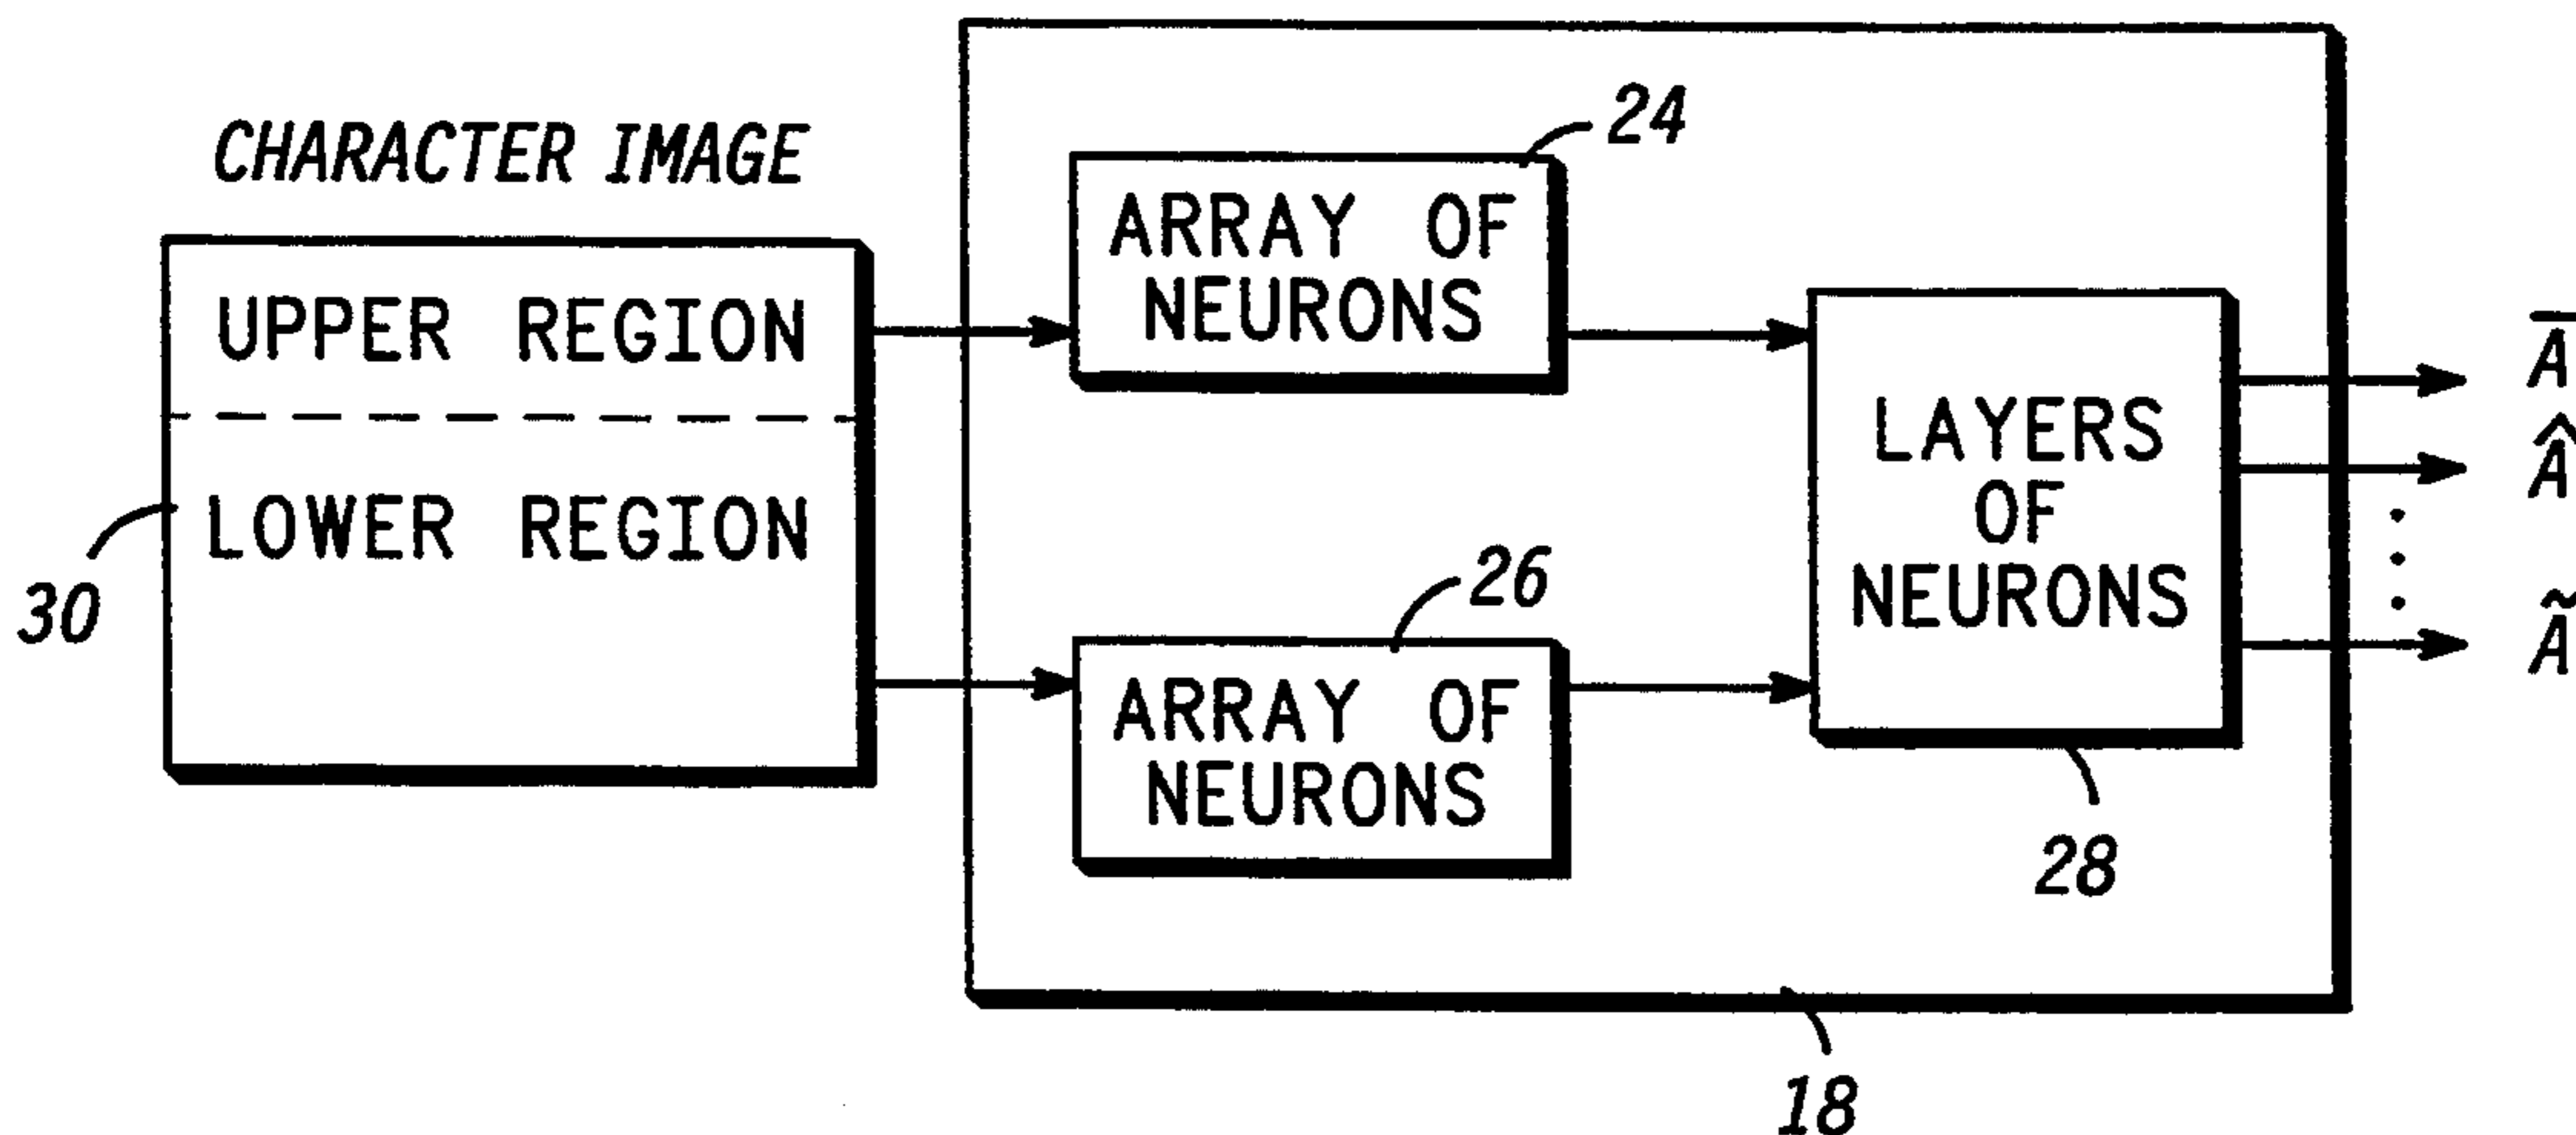 CHARACTER IMAGE
UPPER REGION
LOWER REGION
30
24
ARRAY OF
NEURONS
26
ARRAY OF
NEURONS
LAYERS
OF
NEURONS
28
18
A̅
Â
Ã